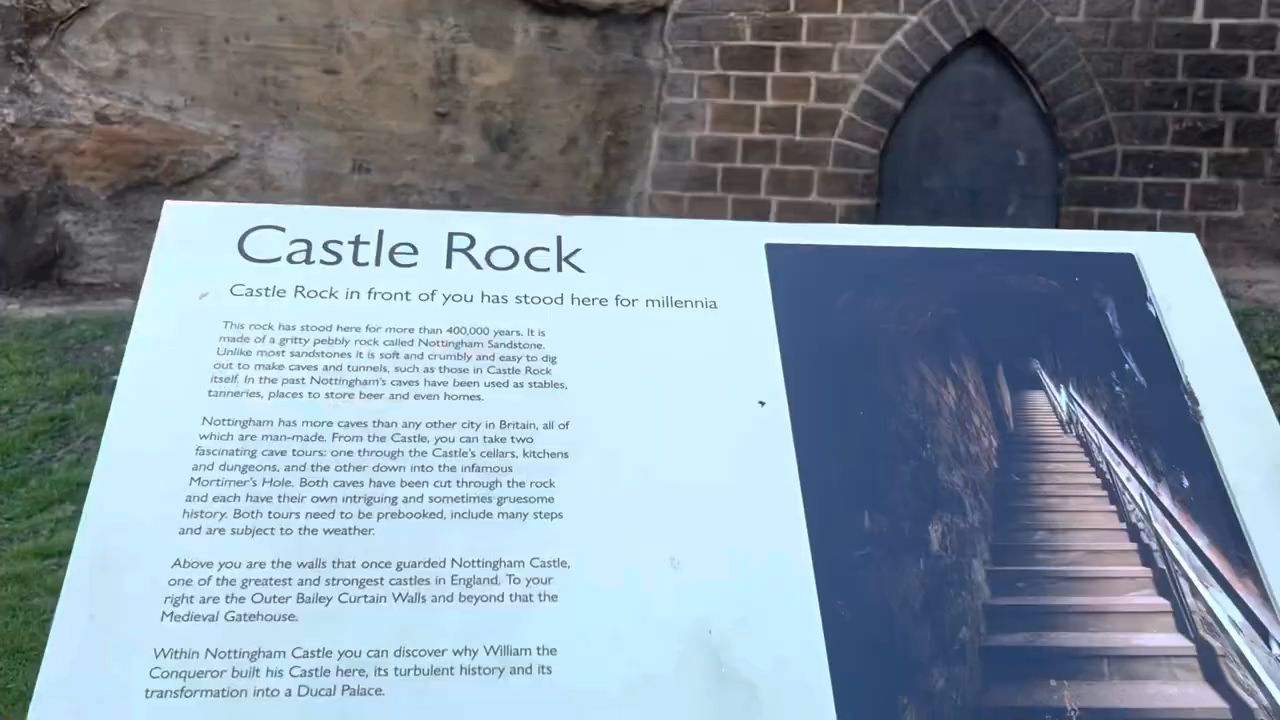 Castle Rock
Castle Rock in front of you has stood here for millennia
This rock has stood here for more than 400,000 years. It is
made of a gritty pebbly rock called Nottingham Sandstone.
Unlike most sandstones it is soft and crumbly and easy to dig
out to make caves and tunnels, such as those in Castle Rock
itself. In the past Nottingham's caves have been used as stables,
tanneries, places to store beer and even homes.
Nottingham has more caves than any other city in Britain, all of
which are man-made. From the Castle, you can take two
fascinating cave tours: one through the Castle's cellars, kitchens
and dungeons, and the other down into the infamous
Mortimer's Hole. Both caves have been cut through the rock
and each have their own intriguing and sometimes gruesome
history. Both tours need to be prebooked, include many steps
and are subject to the weather.
Above you are the walls that once guarded Nottingham Castle,
one of the greatest and strongest castles in England. To your
right are the Outer Bailey Curtain Walls and beyond that the
Medieval Gatehouse.
Within Nottingham Castle you can discover why William the
Conqueror built his Castle here, its turbulent history and its
transformation into a Ducal Palace.